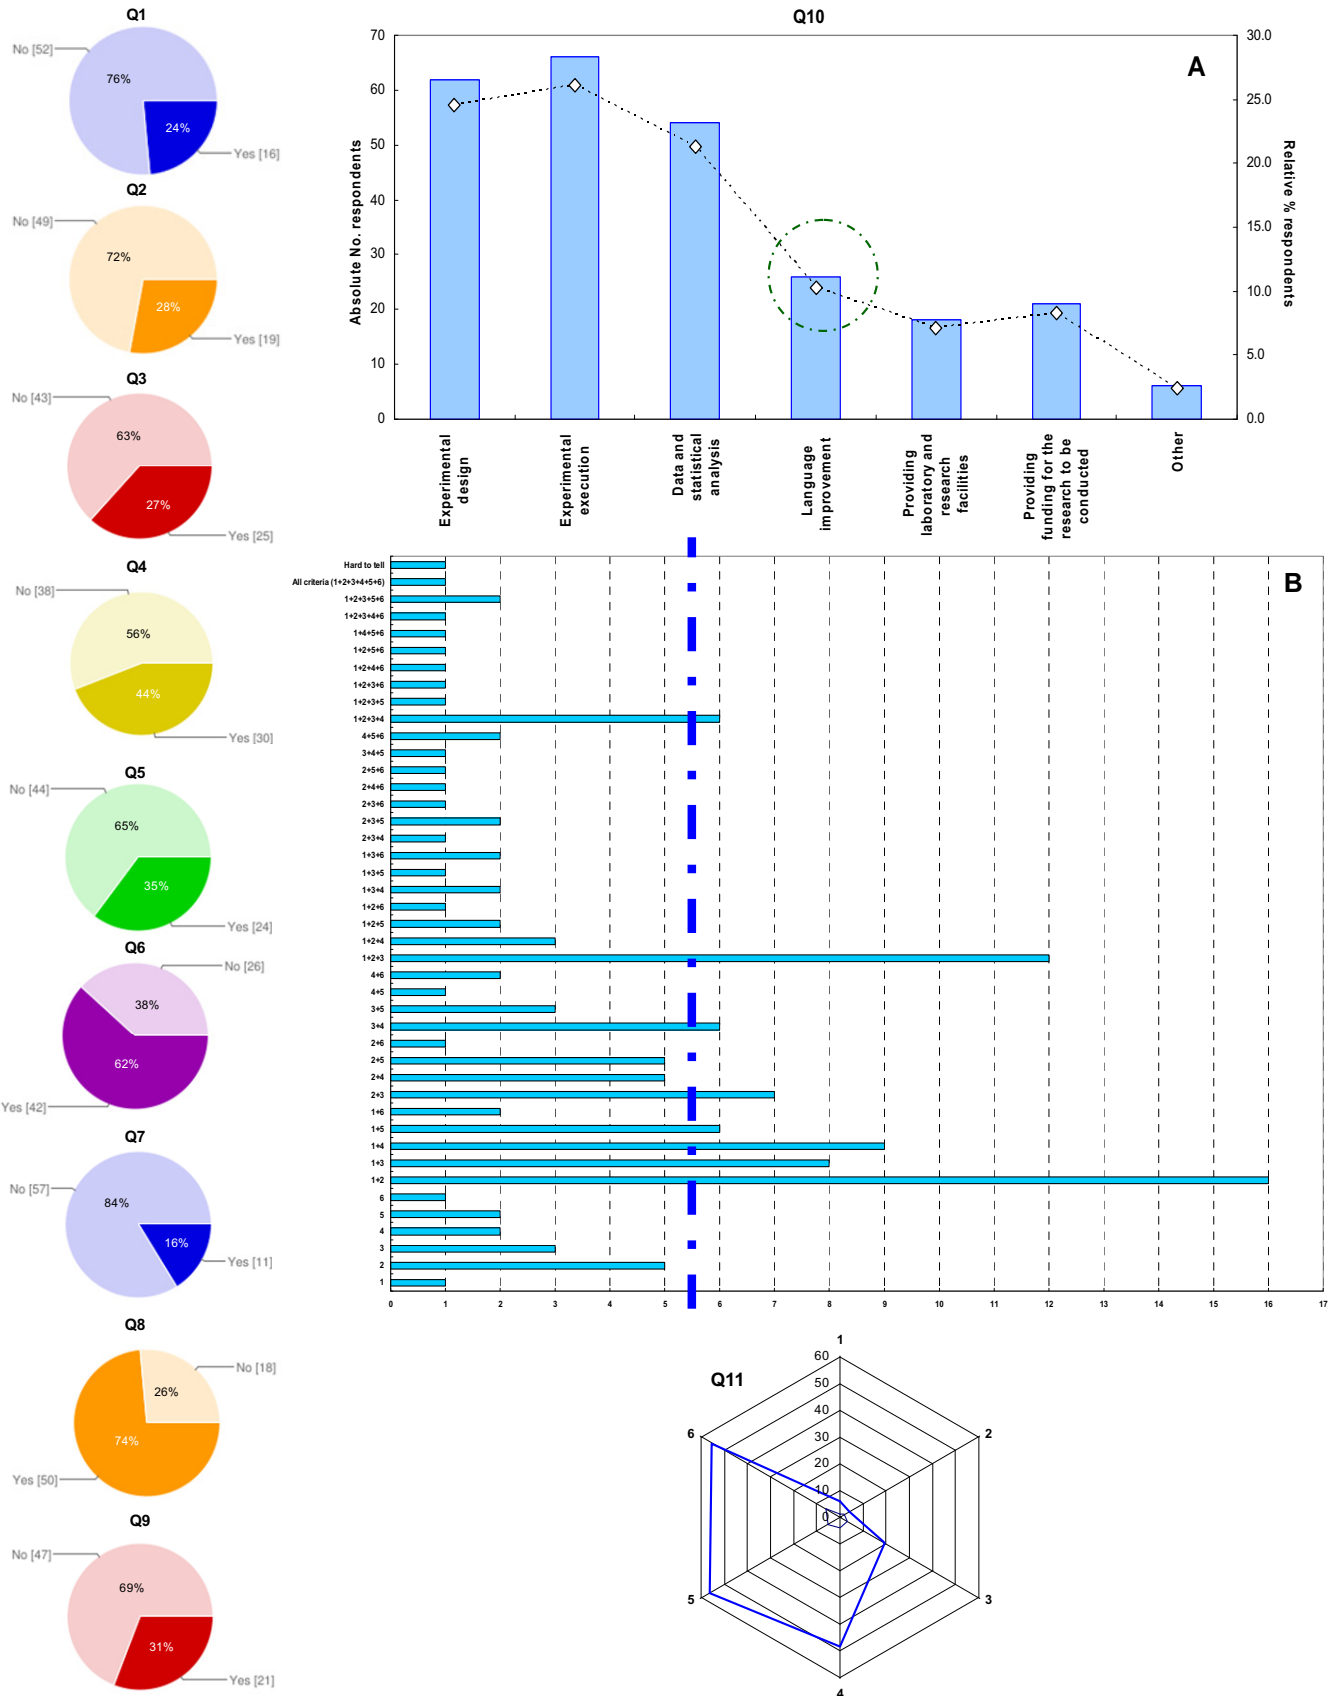 Q1
No [52]
76%
24%
Yes [16]
Q2
No [49]
72%
28%
Yes [19]
Q3
No [43]
63%
27%
Yes [25]
Q4
No [38]
56%
44%
Yes [30]
Q5
No [44]
65%
35%
Yes [24]
Q6
No [26]
38%
62%
Yes [42]
Q7
No [57]
84%
16%
Yes [11]
Q8
No [18]
26%
74%
Yes [50]
Q9
No [47]
69%
31%
Yes [21]
Q10
A
Absolute No. respondents
70
60
50
40
30
20
10
0
Relative % respondents
30.0
25.0
20.0
15.0
10.0
5.0
0.0
Experimental
design
Experimental
execution
Data and
statistical
analysis
Language
improvement
Providing
laboratory and
research
facilities
Providing
funding for the
research to be
conducted
Other
B
Hard to tell
All criteria (1+2+3+4+5+6)
1+2+3+5+6
1+2+3+4+6
1+4+5+6
1+2+5+6
1+2+4+6
1+2+3+6
1+2+3+5
1+2+3+4
4+5+6
3+4+5
2+5+6
2+4+6
2+3+6
2+3+5
2+3+4
1+3+6
1+3+5
1+3+4
1+2+6
1+2+5
1+2+4
1+2+3
4+6
4+5
3+5
3+4
2+6
2+5
2+4
2+3
1+6
1+5
1+4
1+3
1+2
6
5
4
3
2
1
0 1 2 3 4 5 6 7 8 9 10 11 12 13 14 15 16 17
Q11
1
2
3
4
5
6
60
50
40
30
20
10
0